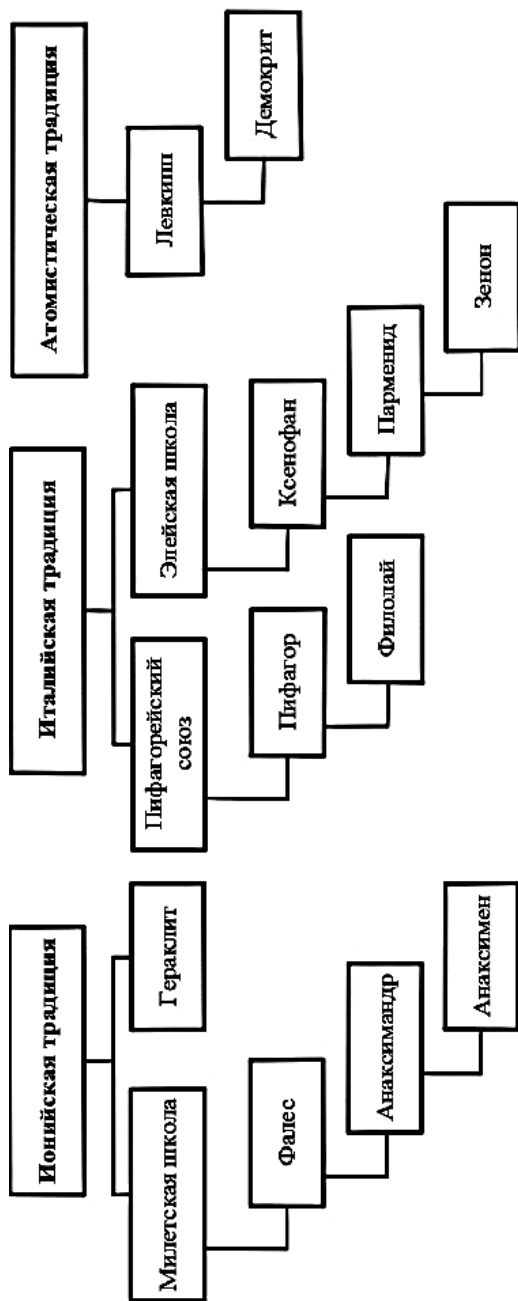 Ионийская традиция
Милетская школа
Гераклит
Фалес
Анаксимандр
Анаксимен
Италийская традиция
Пифагорейский
союз
Элейская школа
Пифагор
Ксенофан
Филодай
Парменид
Зенон
Атомистическая традиция
Левкипп
Демокрит